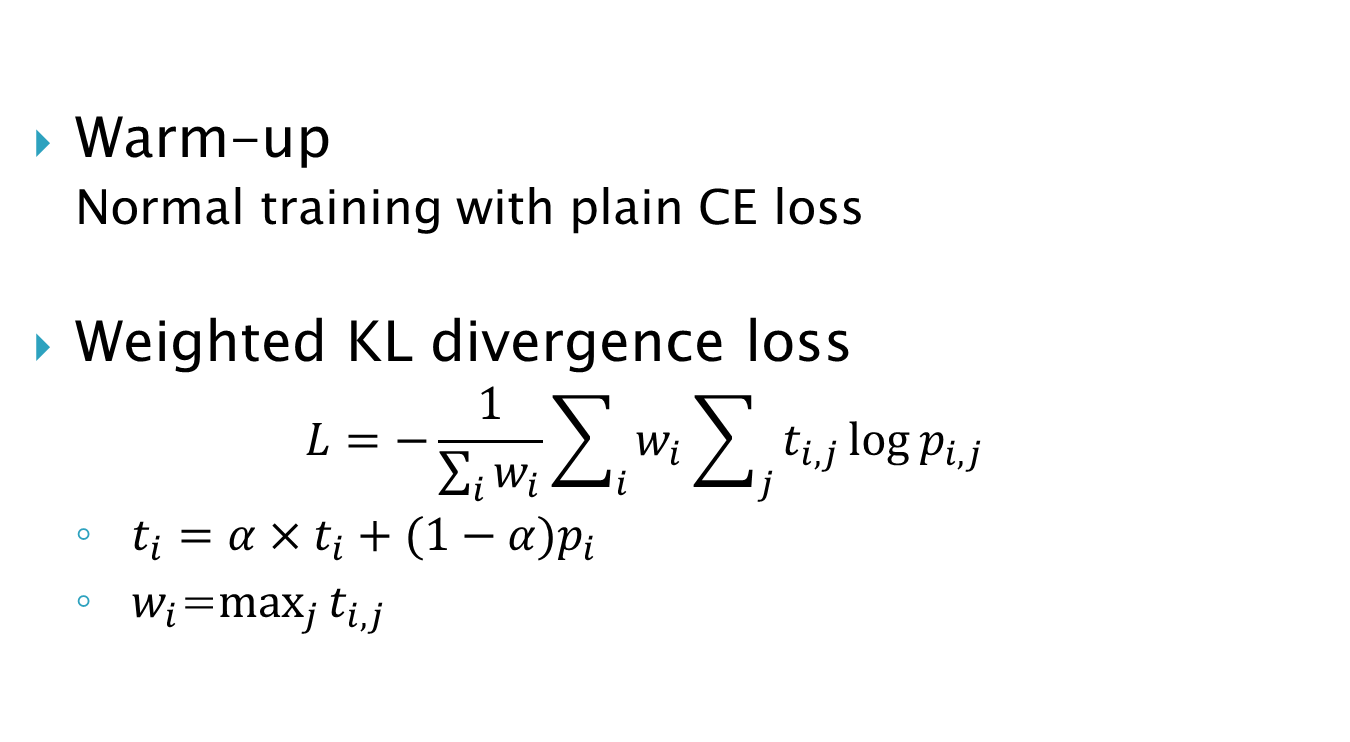 Warm-up
Normal training with plain CE loss
Weighted KL divergence loss
L = −\frac{1}{∑_i w_i} ∑_i w_i ∑_j t_{i,j} log p_{i,j}
t_i = α × t_i + (1 − α)p_i
w_i=max_j t_{i,j}